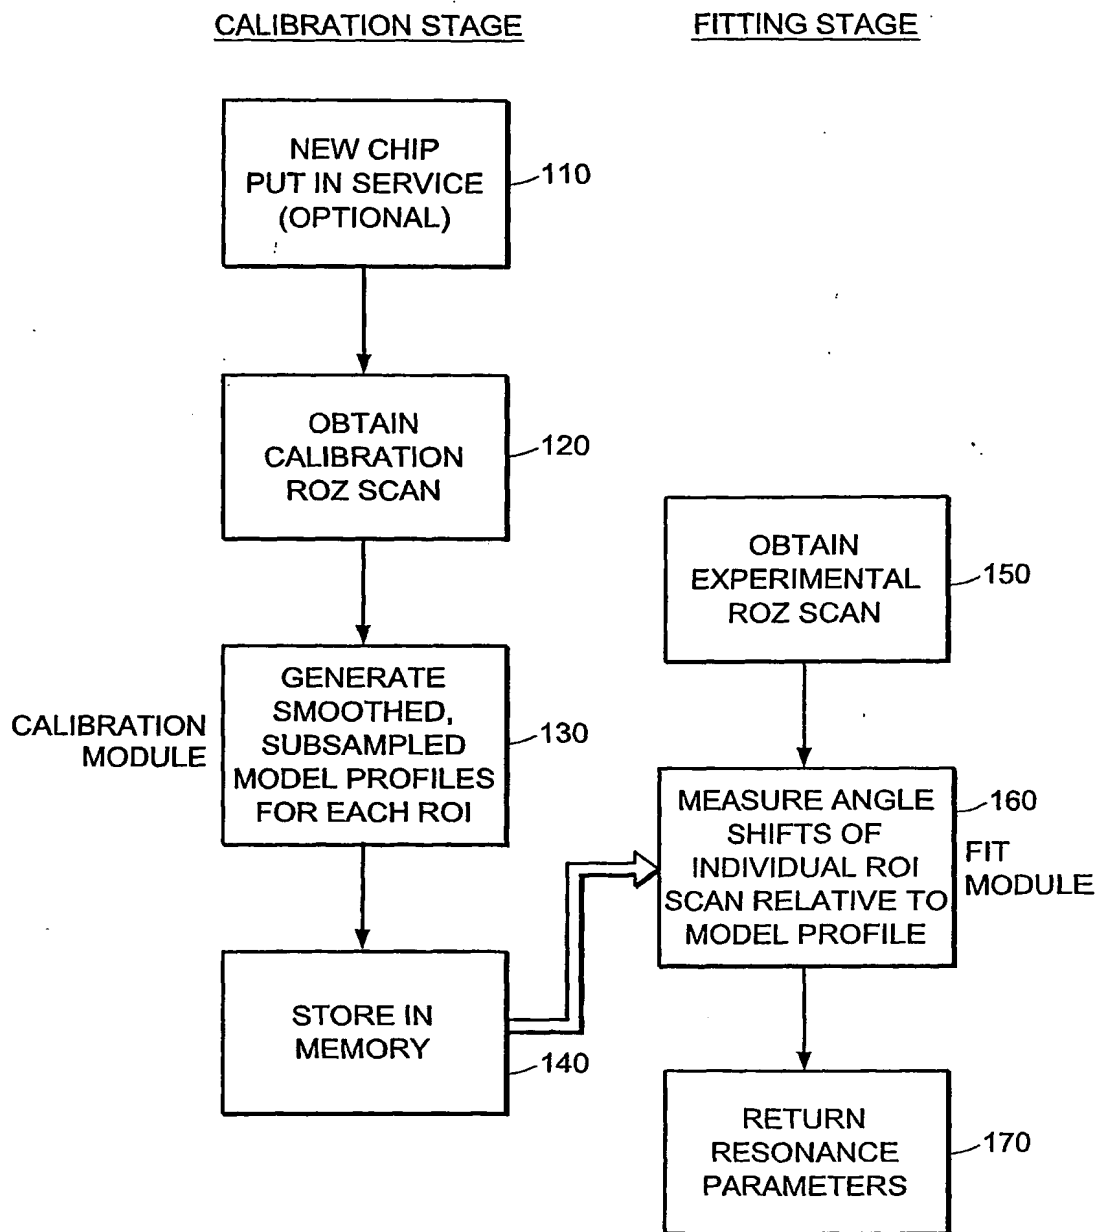 CALIBRATION STAGE
FITTING STAGE
NEW CHIP
PUT IN SERVICE
(OPTIONAL)
110
OBTAIN
CALIBRATION
ROZ SCAN
120
CALIBRATION
MODULE
GENERATE
SMOOTHED,
SUBSAMPLED
MODEL PROFILES
FOR EACH ROI
130
STORE IN
MEMORY
140
OBTAIN
EXPERIMENTAL
ROZ SCAN
150
MEASURE ANGLE
SHIFTS OF
INDIVIDUAL ROI
SCAN RELATIVE TO
MODEL PROFILE
160
FIT
MODULE
RETURN
RESONANCE
PARAMETERS
170